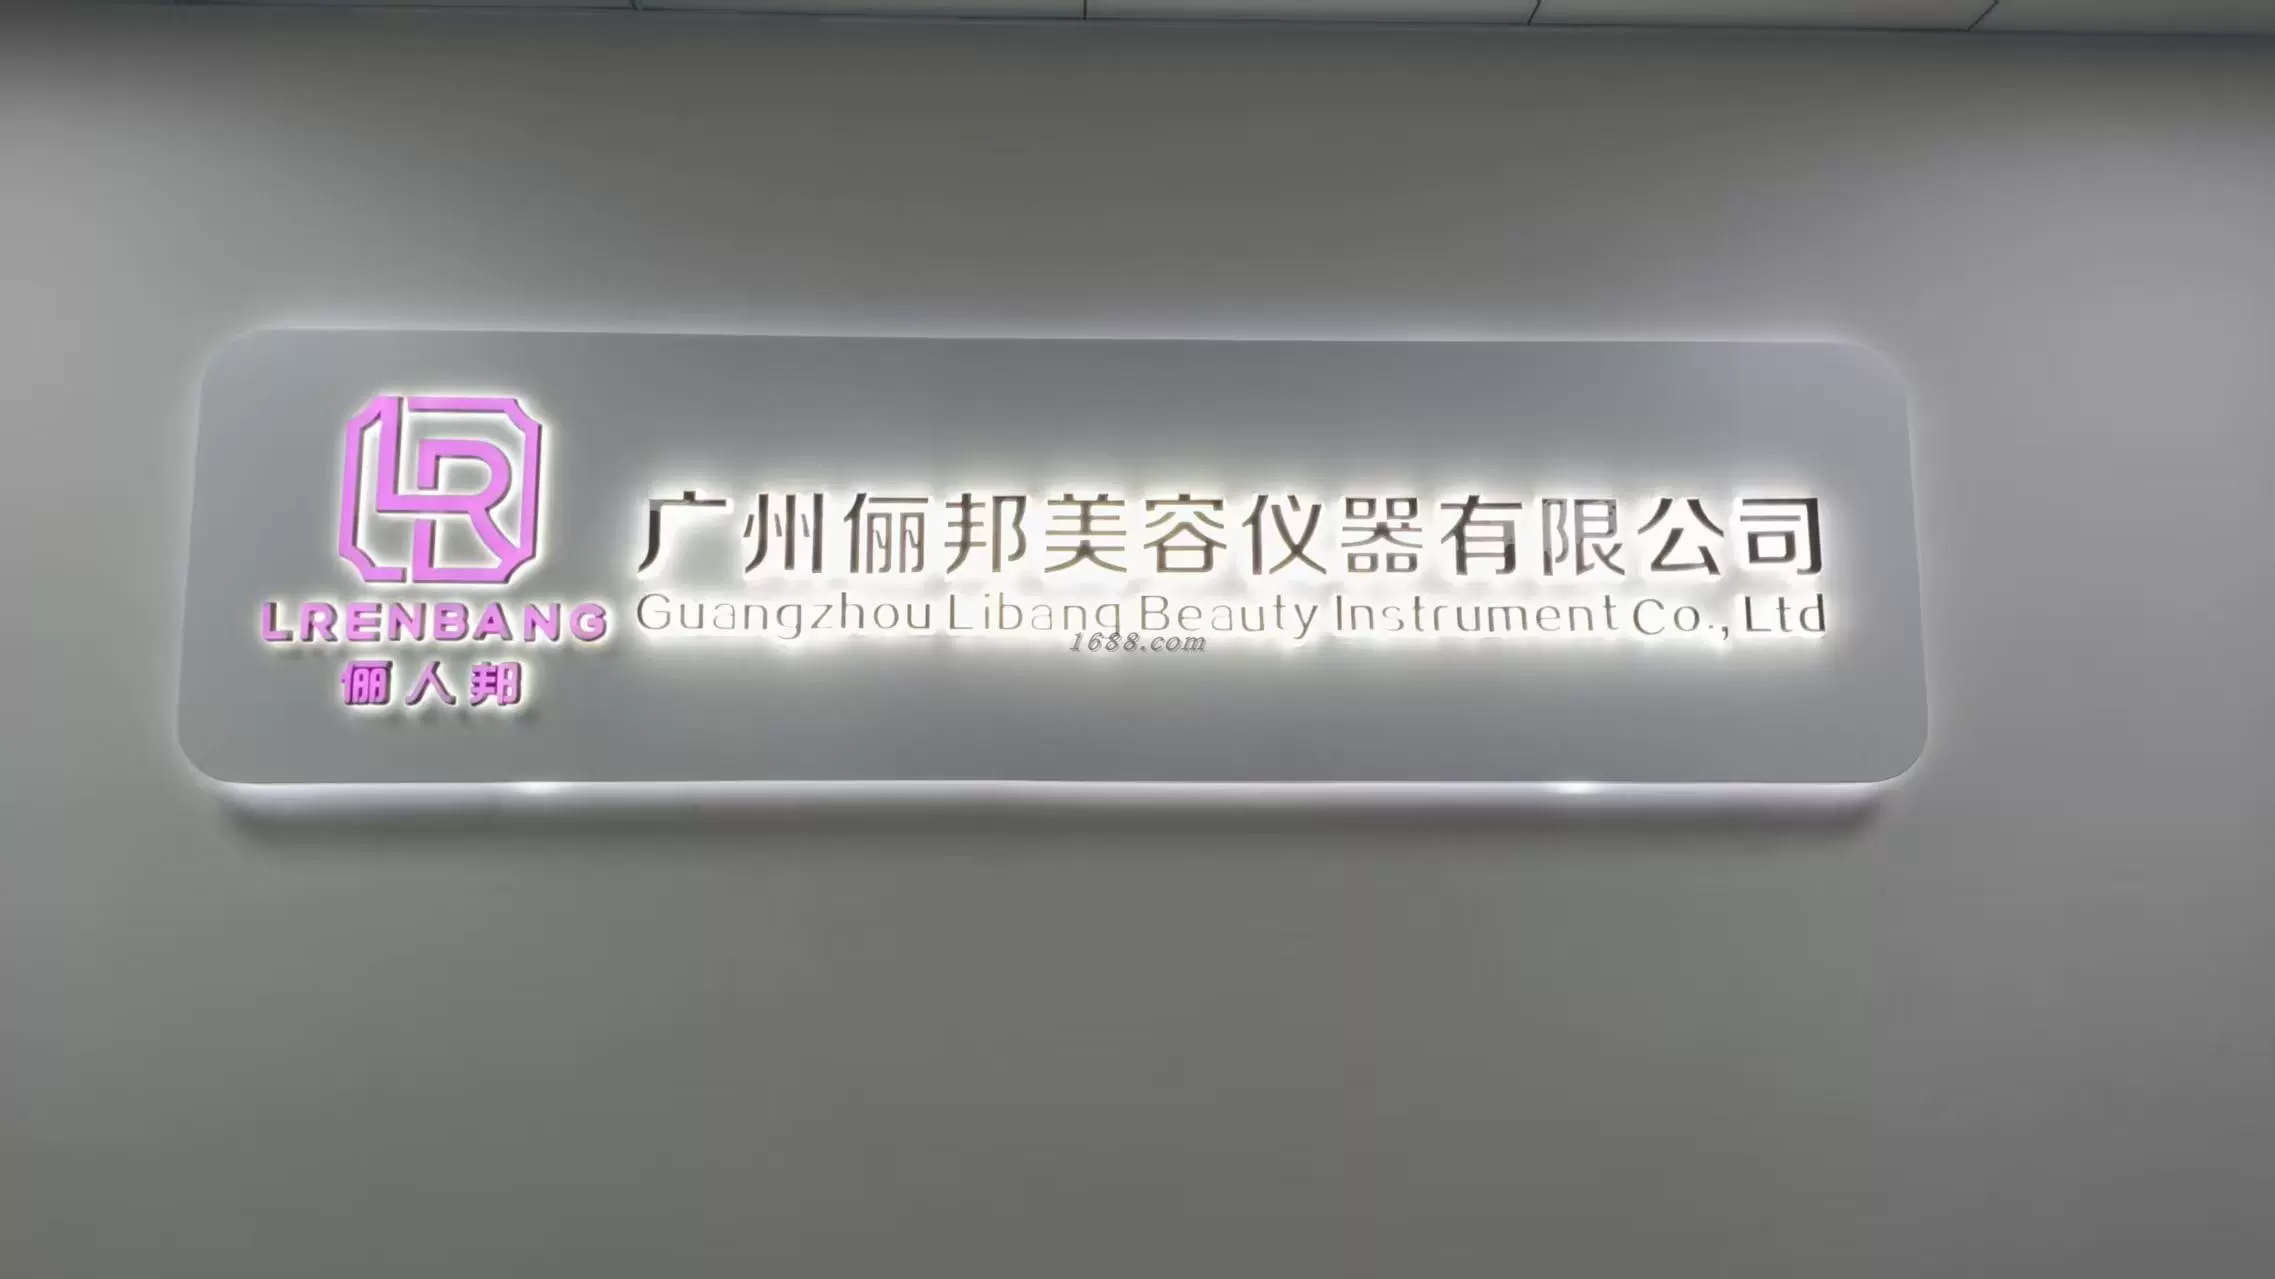 LR
LRENBANG
俪人邦
广州俪邦美容仪器有限公司
Guangzhou Libang Beauty Instrument Co., Ltd
1688.com